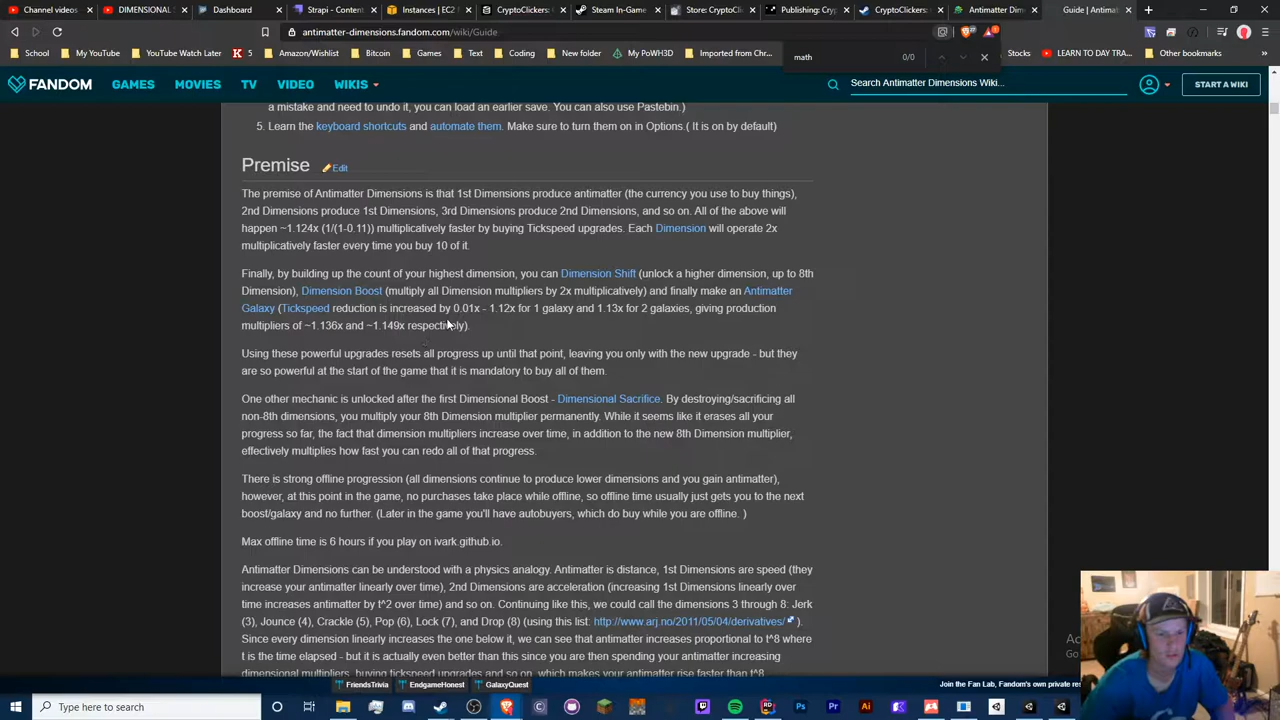 Channel videos
DIMENSIONAL S
Dashboard
Strapi - Content
Instances | EC2
CryptoClickers:
Steam In-Game
Store: CryptoClic
Publishing: Cryp
CryptoClickers:
Antimatter Dime
Guide | Antimat
antimatter-dimensions.fandom.com/wiki/Guide
School
My YouTube
YouTube Watch Later
K 5
Amazon/Wishlist
Bitcoin
Games
Text
Coding
New folder
My PoWH3D
Imported from Chr...
Stocks
LEARN TO DAY TRA...
Other bookmarks
math
0/0
FANDOM
GAMES
MOVIES
TV
VIDEO
WIKIS
Search Antimatter Dimensions Wiki...
START A WIKI
a mistake and need to undo it, you can load an earlier save. You can also use Pastebin.)
5. Learn the keyboard shortcuts and automate them. Make sure to turn them on in Options.( It is on by default)
Premise Edit
The premise of Antimatter Dimensions is that 1st Dimensions produce antimatter (the currency you use to buy things),
2nd Dimensions produce 1st Dimensions, 3rd Dimensions produce 2nd Dimensions, and so on. All of the above will
happen ~1.124x (1/(1-0.11)) multiplicatively faster by buying Tickspeed upgrades. Each Dimension will operate 2x
multiplicatively faster every time you buy 10 of it.
Finally, by building up the count of your highest dimension, you can Dimension Shift (unlock a higher dimension, up to 8th
Dimension), Dimension Boost (multiply all Dimension multipliers by 2x multiplicatively) and finally make an Antimatter
Galaxy (Tickspeed reduction is increased by 0.01x - 1.12x for 1 galaxy and 1.13x for 2 galaxies, giving production
multipliers of ~1.136x and ~1.149x respectively).
Using these powerful upgrades resets all progress up until that point, leaving you only with the new upgrade - but they
are so powerful at the start of the game that it is mandatory to buy all of them.
One other mechanic is unlocked after the first Dimensional Boost - Dimensional Sacrifice. By destroying/sacrificing all
non-8th dimensions, you multiply your 8th Dimension multiplier permanently. While it seems like it erases all your
progress so far, the fact that dimension multipliers increase over time, in addition to the new 8th Dimension multiplier,
effectively multiplies how fast you can redo all of that progress.
There is strong offline progression (all dimensions continue to produce lower dimensions and you gain antimatter),
however, at this point in the game, no purchases take place while offline, so offline time usually just gets you to the next
boost/galaxy and no further. (Later in the game you'll have autobuyers, which do buy while you are offline. )
Max offline time is 6 hours if you play on ivark.github.io.
Antimatter Dimensions can be understood with a physics analogy. Antimatter is distance, 1st Dimensions are speed (they
increase your antimatter linearly over time), 2nd Dimensions are acceleration (increasing 1st Dimensions linearly over
time increases antimatter by t^2 over time) and so on. Continuing like this, we could call the dimensions 3 through 8: Jerk
(3), Jounce (4), Crackle (5), Pop (6), Lock (7), and Drop (8) (using this list: http://www.arj.no/2011/05/04/derivatives/ ).
Since every dimension linearly increases the one below it, we can see that antimatter increases proportional to t^8 where
t is the time elapsed - but it is actually even better than this since you are then spending your antimatter increasing
dimensional multipliers, buying tickspeed upgrades and so on, which makes your antimatter rise faster than t^8.
FriendsTrivia
EndgameHonest
GalaxyQuest
Join the Fan Lab, Fandom's own private res
Type here to search